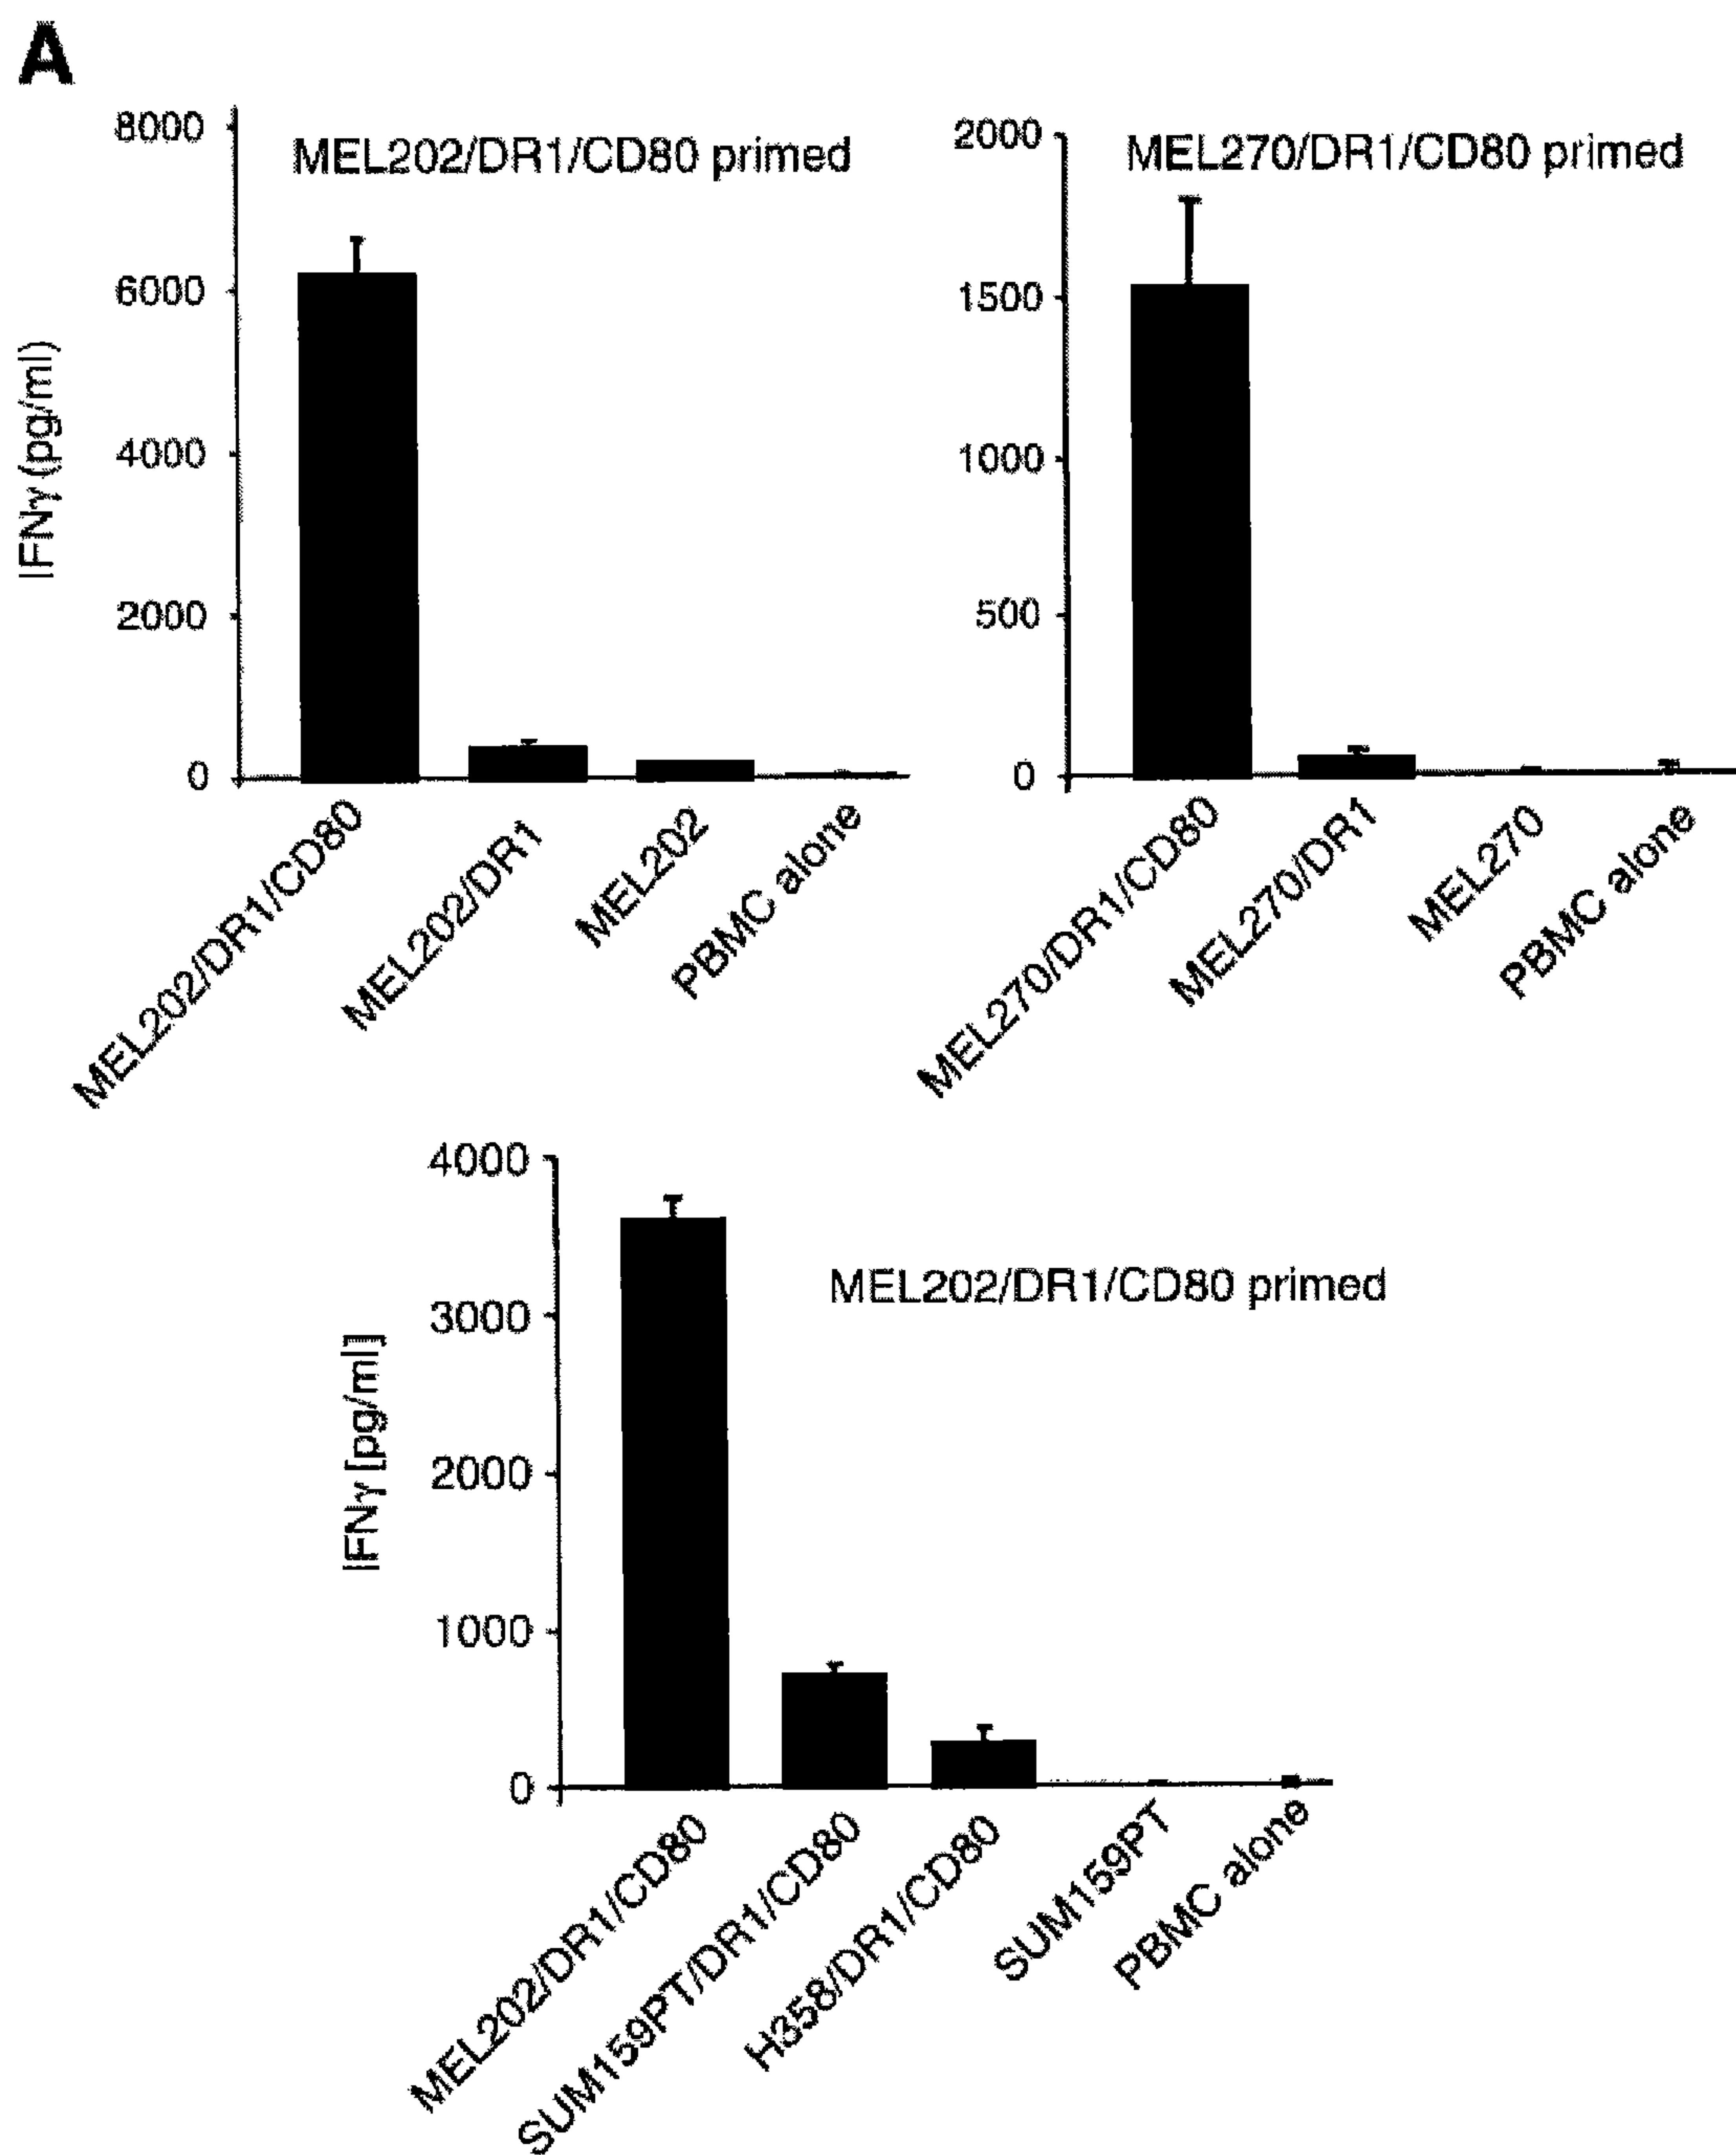 A
MEL202/DR1/CD80 primed
IFNγ (pg/ml)
8000
6000
4000
2000
0
MEL202/DR1/CD80
MEL202/DR1
MEL202
PBMC alone
MEL270/DR1/CD80 primed
2000
1500
1000
500
0
MEL270/DR1/CD80
MEL270/DR1
MEL270
PBMC alone
MEL202/DR1/CD80 primed
IFNγ [pg/ml]
4000
3000
2000
1000
0
MEL202/DR1/CD80
SUM159PT/DR1/CD80
H358/DR1/CD80
SUM159PT
PBMC alone